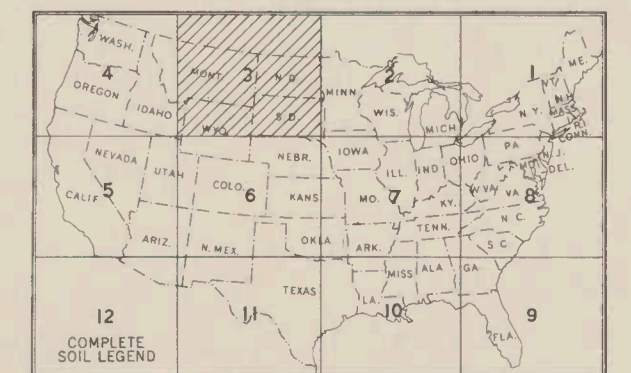 WASH.
4
OREGON
IDAHO
MONT.
3
N D
S D
WYO.
MINN
2
WIS.
MICH
1
ME.
VT.
N H
MASS
N.Y.
R I
CONN.
NEVADA
5
CALIF
UTAH
ARIZ.
COLO.
6
N. MEX.
NEBR.
KANS
OKLA.
IOWA
MO.
7
ILL.
IND
OHIO
KY.
TENN.
ARK.
PA
N J.
MD
DEL.
W VA
VA
8
N C.
S C
TEXAS
11
LA.
MISS
ALA
GA
10
FLA.
9
12
COMPLETE
SOIL LEGEND